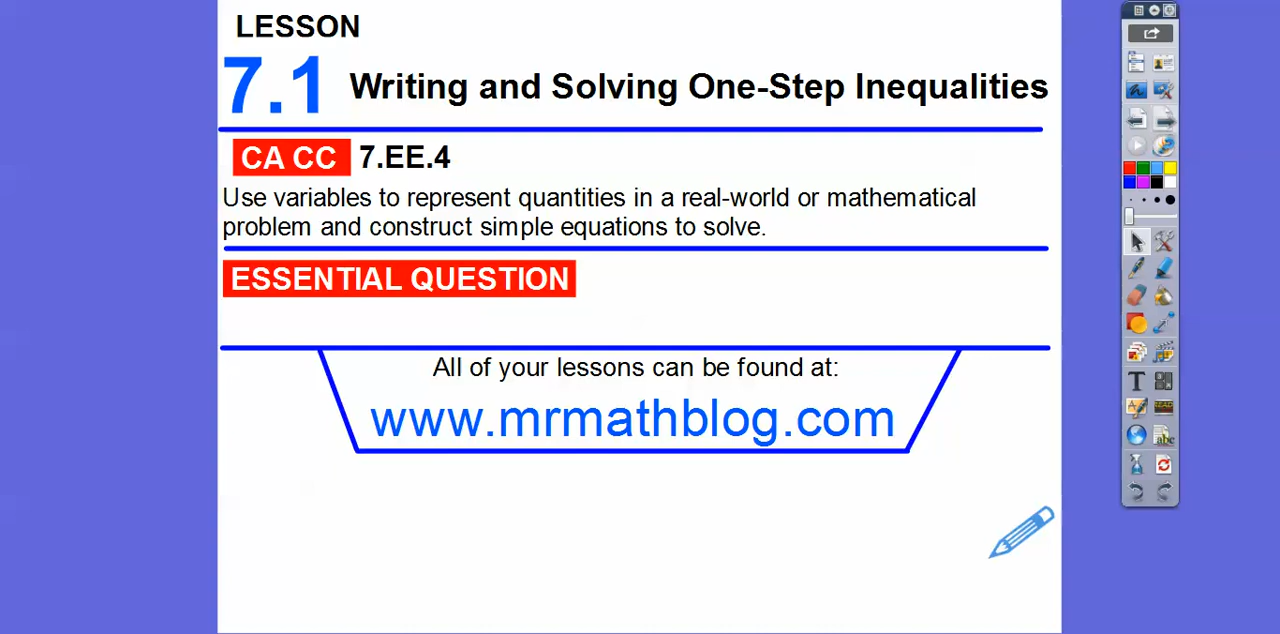 LESSON
7.1 Writing and Solving One-Step Inequalities
CA CC 7.EE.4
Use variables to represent quantities in a real-world or mathematical
problem and construct simple equations to solve.
ESSENTIAL QUESTION
All of your lessons can be found at:
www.mrmathblog.com